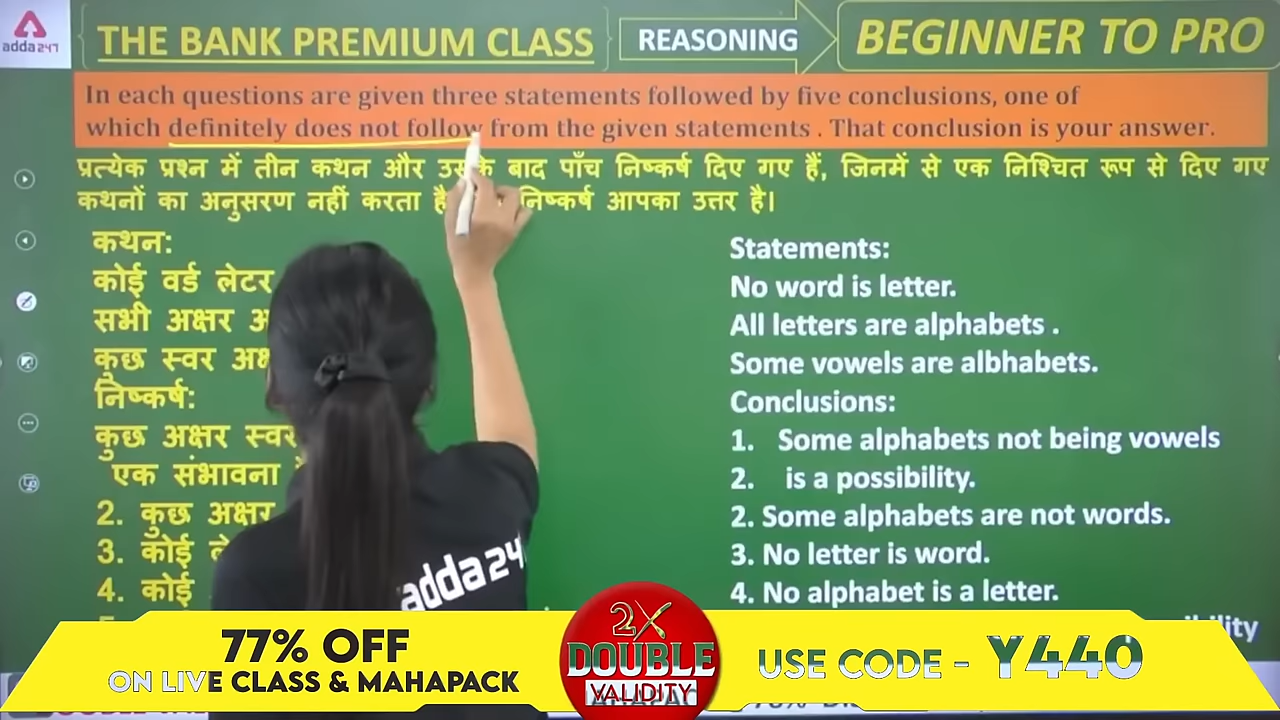 adda247
THE BANK PREMIUM CLASS
REASONING
BEGINNER TO PRO
In each questions are given three statements followed by five conclusions, one of
which definitely does not follow from the given statements . That conclusion is your answer.
प्रत्येक प्रश्न में तीन कथन और उसके बाद पाँच निष्कर्ष दिए गए हैं, जिनमें से एक निश्चित रूप से दिए गए
कथनों का अनुसरण नहीं करता है निष्कर्ष आपका उत्तर है।
कथन:
कोई वर्ड लेटर
सभी अक्षर
कुछ स्वर
निष्कर्ष:
कुछ अक्षर स्वर
एक संभावना
2. कुछ अक्षर
3. कोई
4. कोई
Statements:
No word is letter.
All letters are alphabets .
Some vowels are albhabets.
Conclusions:
1. Some alphabets not being vowels
2. is a possibility.
2. Some alphabets are not words.
3. No letter is word.
4. No alphabet is a letter.
adda24
77% OFF
ON LIVE CLASS & MAHAPACK
2X
DOUBLE
VALIDITY
USE CODE - Y440